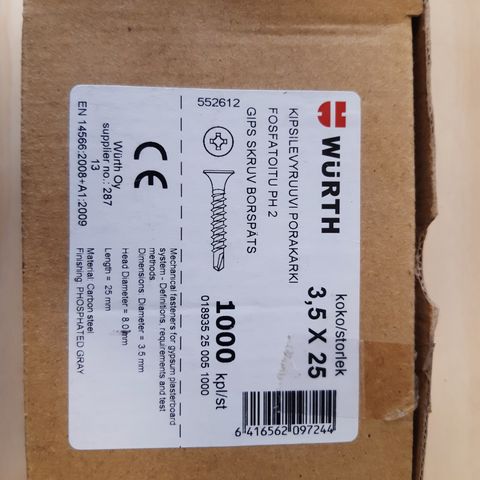 WÜRTH
KIPSILEVYRUUVI PORAKARKI
FOSFATOITU PH 2
GIPS SKRUV BORSPÄTS
552612
koko/storlek
3,5 X 25
1000 kpl/st
018935 25 005 1000
6 416562 097244
CE
Würth Oy
supplier no.: 287
13
EN 14566:2008+A1:2009
Mechanical fasteners for gypsum plasterboard
system - Definitions, requirements and test
methods
Dimensions: Diameter = 3.5 mm
Head Diameter = 8.0 mm
Length = 25 mm
Material: Carbon steel
Finishing: PHOSPHATED GRAY